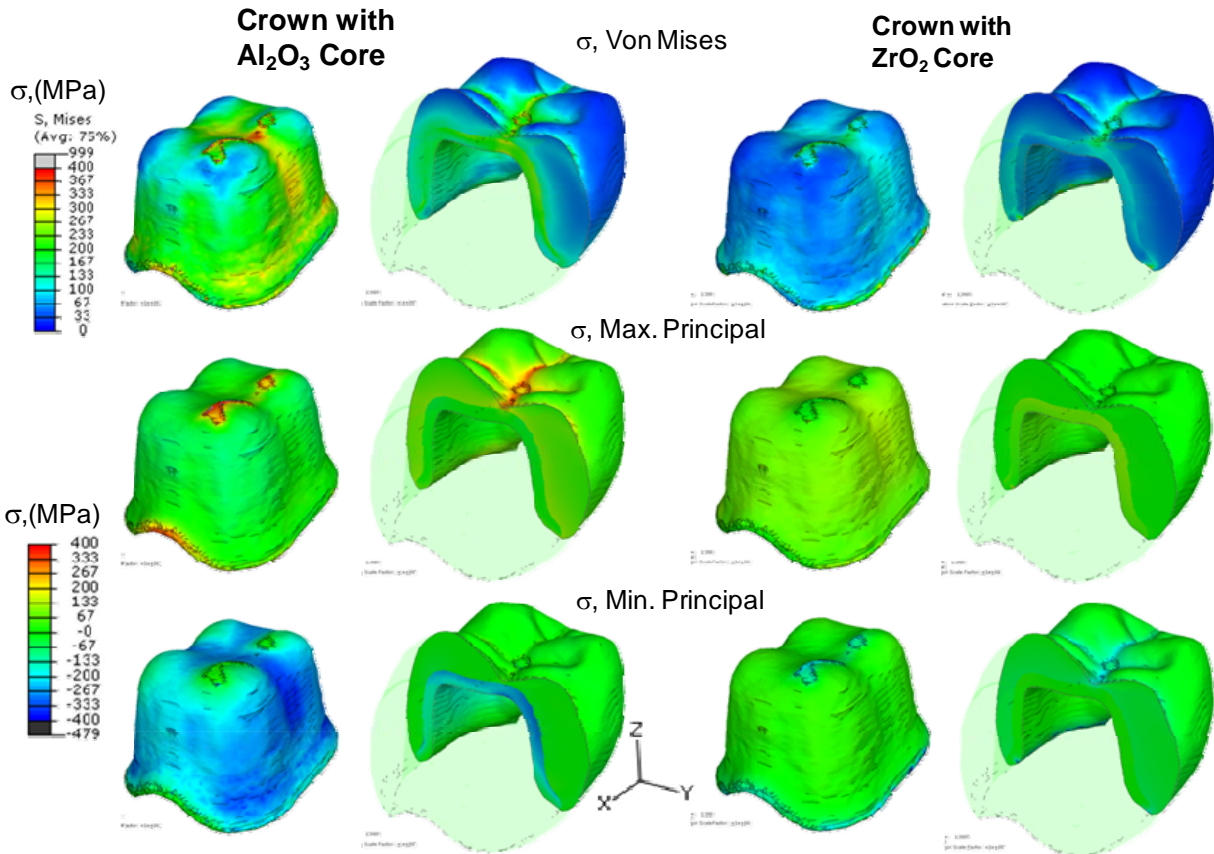 Crown with
Al₂O₃ Core
σ, Von Mises
Crown with
ZrO₂ Core
σ,(MPa)
S, Mises
(Avg: 75%)
999
400
367
333
300
267
233
200
167
133
100
67
33
0
σ, Max. Principal
σ,(MPa)
400
333
267
200
133
67
-0
-67
-133
-200
-267
-333
-400
-479
σ, Min. Principal
Z
X
Y